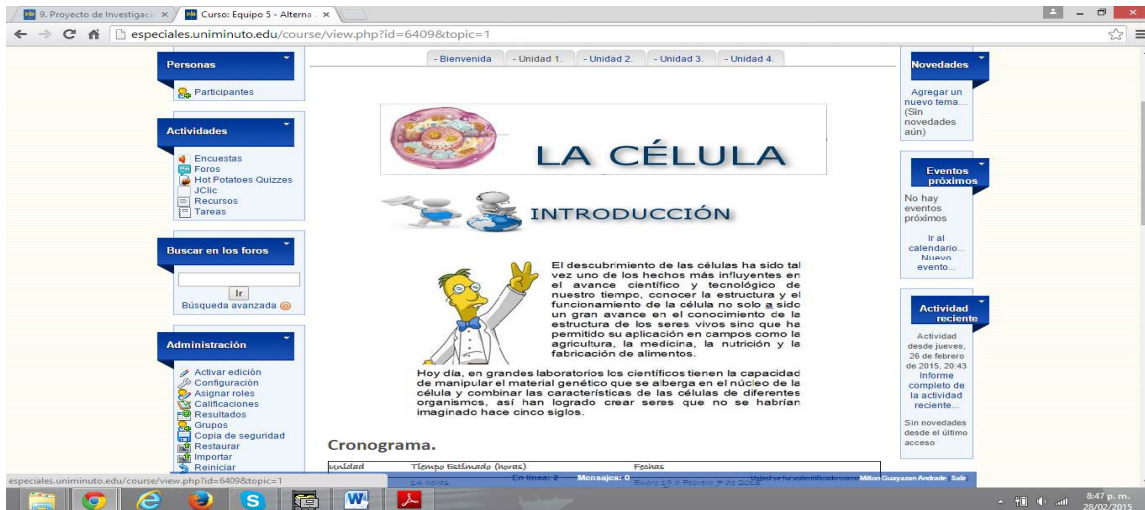 9. Proyecto de Investigaci
Curso: Equipo 5 - Alterna
especiales.uniminuto.edu/course/view.php?id=6409&topic=1
Personas
Participantes
Actividades
Encuestas
Foros
Hot Potatoes Quizzes
JClic
Recursos
Tareas
Buscar en los foros
Ir
Búsqueda avanzada
Administración
Activar edición
Configuración
Asignar roles
Calificaciones
Resultados
Grupos
Copia de seguridad
Restaurar
Importar
Reiniciar
- Bienvenida - Unidad 1. - Unidad 2. - Unidad 3. - Unidad 4.
LA CÉLULA
INTRODUCCIÓN
El descubrimiento de las células ha sido tal
vez uno de los hechos más influyentes en
el avance científico y tecnológico de
nuestro tiempo, conocer la estructura y el
funcionamiento de la célula no solo a sido
un gran avance en el conocimiento de la
estructura de los seres vivos sino que ha
permitido su aplicación en campos como la
agricultura, la medicina, la nutrición y la
fabricación de alimentos.
Hoy día, en grandes laboratorios los científicos tienen la capacidad
de manipular el material genético que se alberga en el núcleo de la
célula y combinar las características de las células de diferentes
organismos, así han logrado crear seres que no se habrían
imaginado hace cinco siglos.
Cronograma.
unidad Tiempo Estimado (horas) Fechas
Novedades
Agregar un
nuevo tema...
(Sin
novedades
aún)
Eventos
próximos
No hay
eventos
próximos
Ir al
calendario...
Nuevo
evento...
Actividad
reciente
Actividad
desde jueves,
26 de febrero
de 2015, 20:43
Informe
completo de
la actividad
reciente...
Sin novedades
desde el último
acceso
especiales.uniminuto.edu/course/view.php?id=6409&topic=1
En línea: 2 Mensajes: 0 Milton Guayazan Andrade (Salir)
8:47 p. m.
28/02/2015